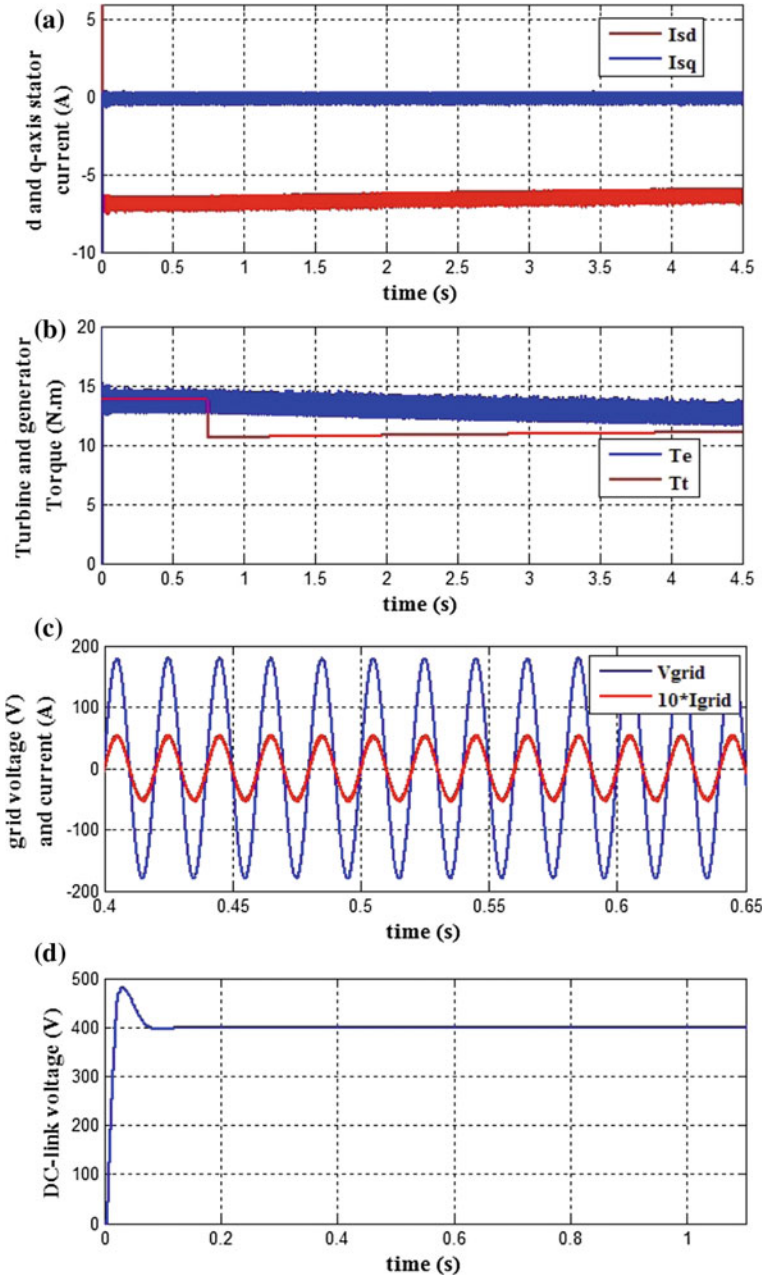 (a)
d and q-axis stator
current (A)
5
0
-5
-10
Isd
Isq
0 0.5 1 1.5 2 2.5 3 3.5 4 4.5
time (s)
(b)
Turbine and generator
Torque (N.m)
20
15
10
5
0
Te
Tt
0 0.5 1 1.5 2 2.5 3 3.5 4 4.5
time (s)
(c)
grid voltage (V)
and current (A)
200
100
0
-100
-200
Vgrid
10*Igrid
0.4 0.45 0.5 0.55 0.6 0.65
time (s)
(d)
DC-link voltage (V)
500
400
300
200
100
0
0 0.2 0.4 0.6 0.8 1
time (s)